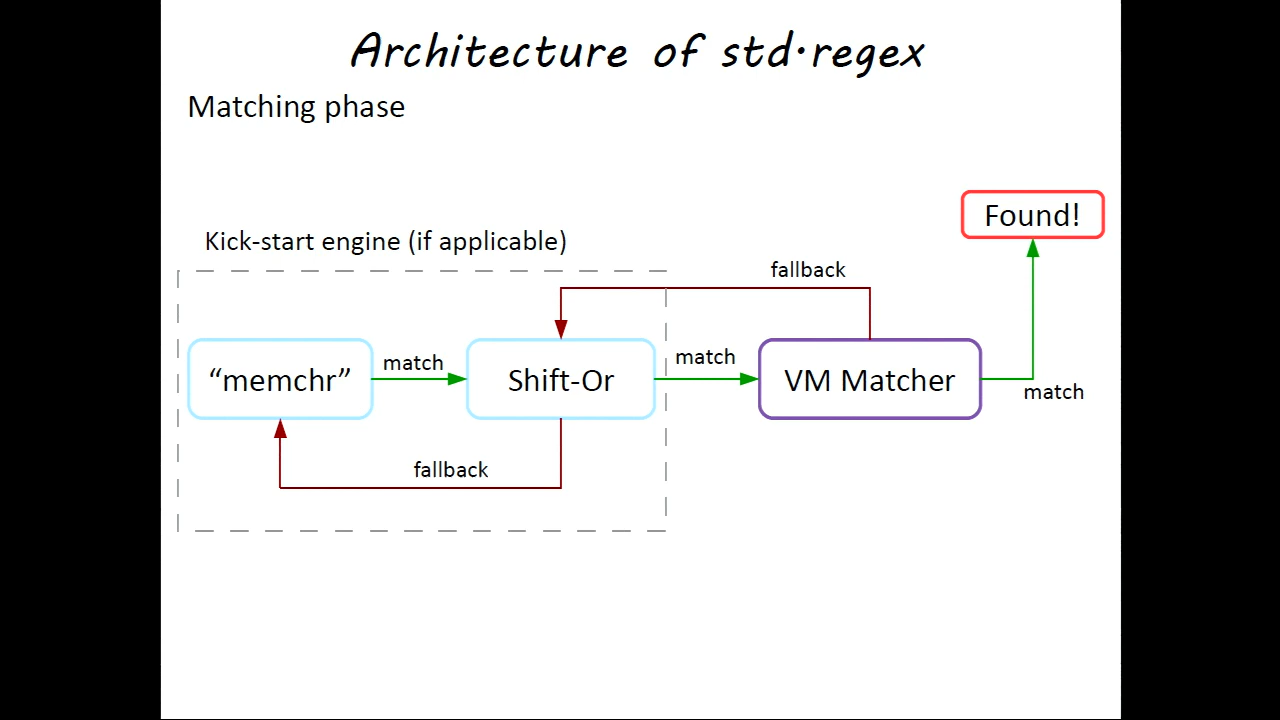 Architecture of std.regex
Matching phase
Found!
Kick-start engine (if applicable)
fallback
match
match
“memchr”
Shift-Or
VM Matcher
match
fallback